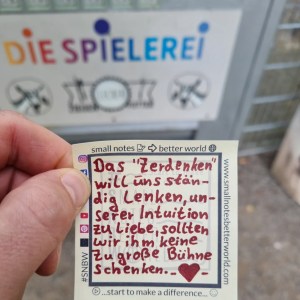 DIE SPIELEREI
small notes better world
Das "Zerdenken"
will uns stän-
dig lenken, un-
serer Intuition
zu Liebe, sollten
wir ihm keine
zu große Bühne
schenken.
...start to make a difference...
#SNBW
www.smallnotesbetterworld.com